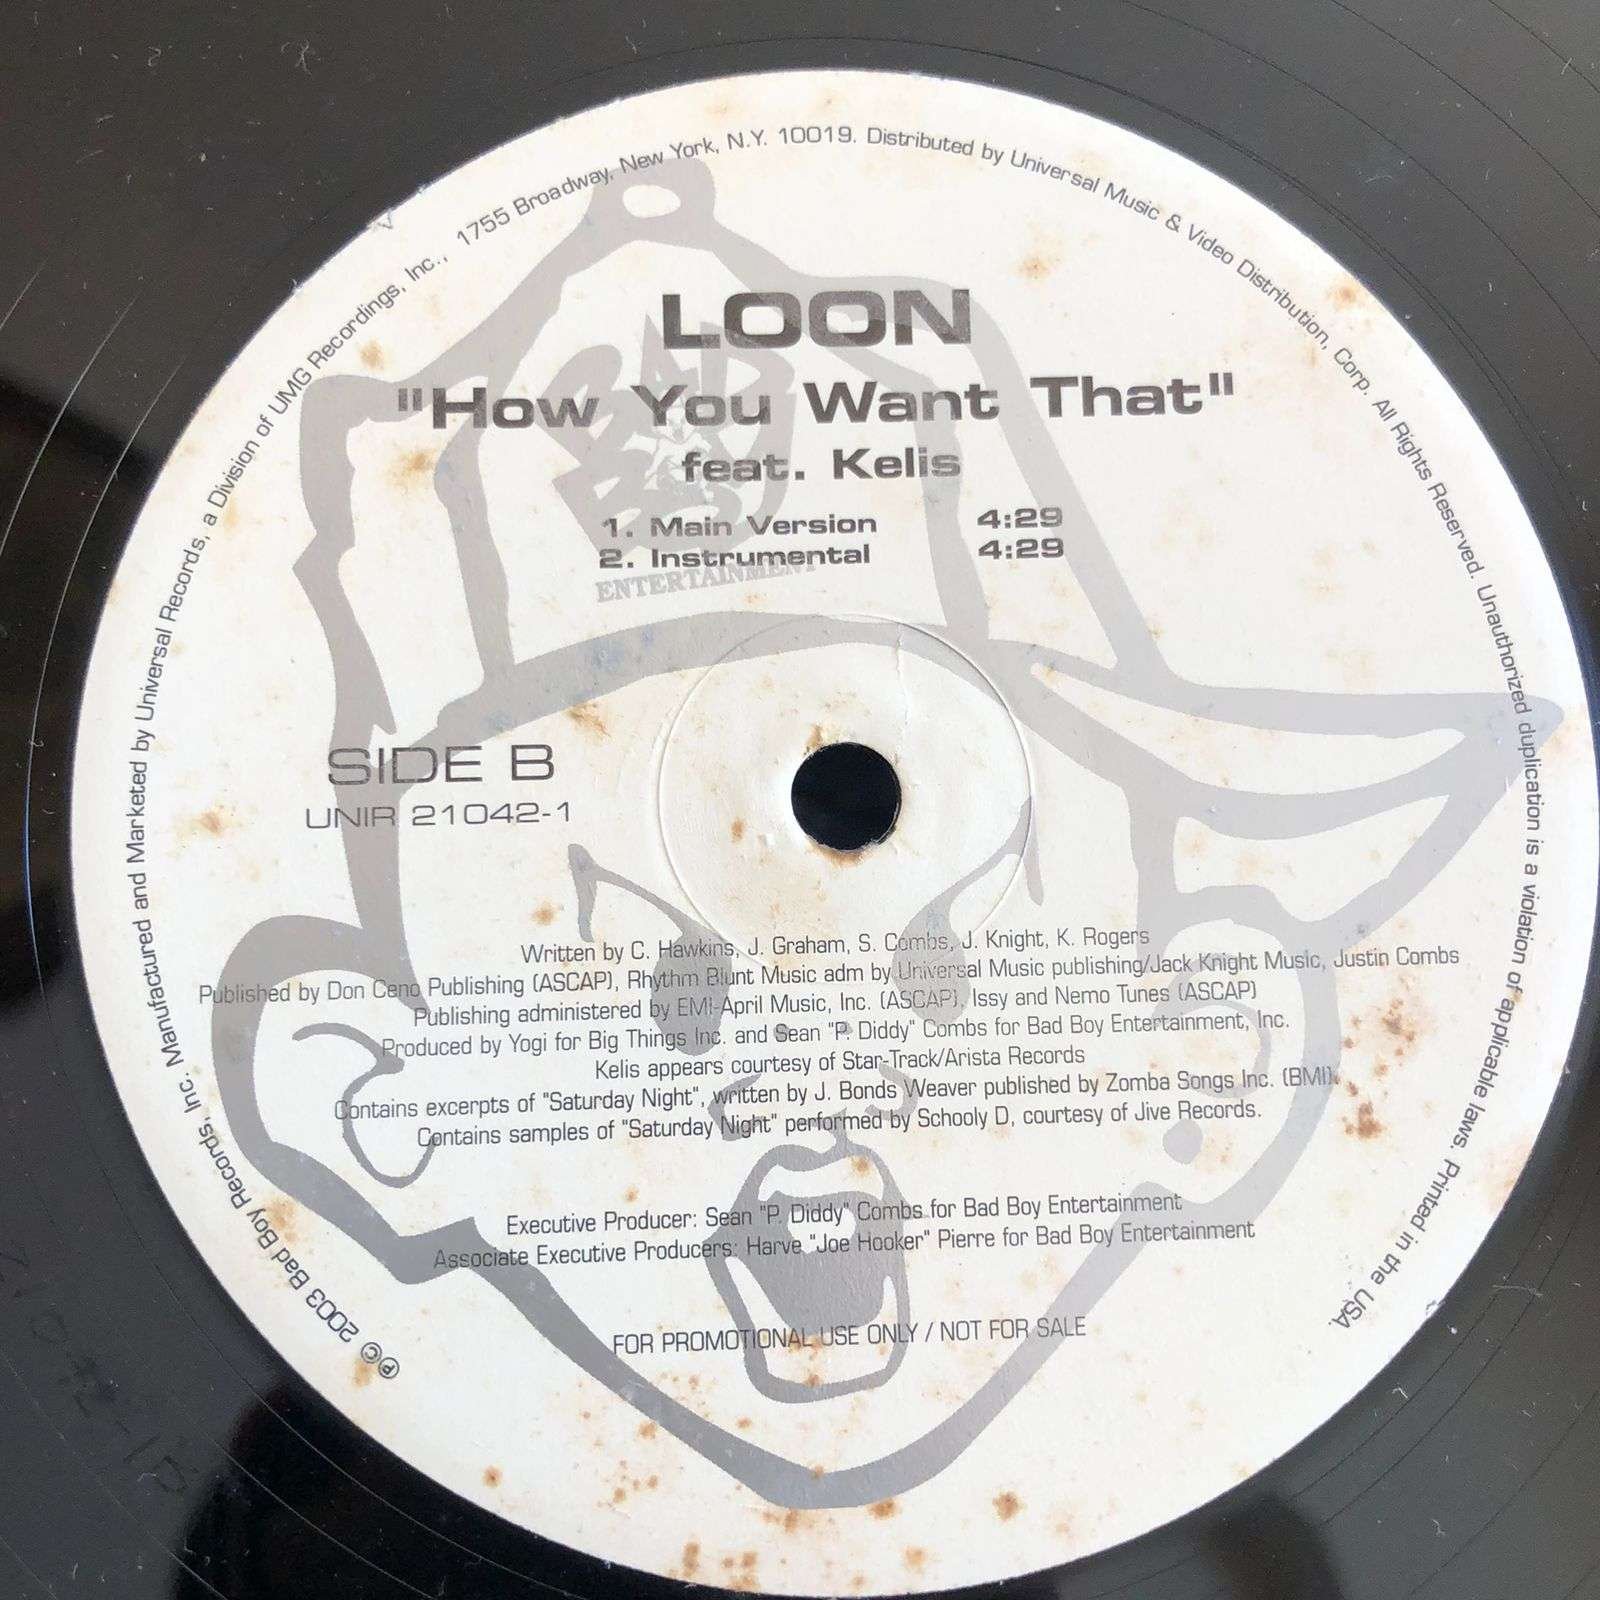 LOON
"How You Want That"
feat. Kelis
1. Main Version 4:29
2. Instrumental 4:29
ENTERTAINMENT
SIDE B
UNIR 21042-1
Written by C. Hawkins, J. Graham, S. Combs, J. Knight, K. Rogers
Published by Don Ceno Publishing (ASCAP), Rhythm Blunt Music adm by Universal Music publishing/Jack Knight Music, Justin Combs
Publishing administered by EMI-April Music, Inc. (ASCAP), Issy and Nemo Tunes (ASCAP)
Produced by Yogi for Big Things Inc. and Sean "P. Diddy" Combs for Bad Boy Entertainment, Inc.
Kelis appears courtesy of Star-Track/Arista Records
Contains excerpts of "Saturday Night", written by J. Bonds Weaver published by Zomba Songs Inc. (BMI).
Contains samples of "Saturday Night" performed by Schooly D, courtesy of Jive Records.
Executive Producer: Sean "P. Diddy" Combs for Bad Boy Entertainment
Associate Executive Producers: Harve "Joe Hooker" Pierre for Bad Boy Entertainment
FOR PROMOTIONAL USE ONLY / NOT FOR SALE
℗© 2003 Bad Boy Records, Inc. Manufactured and Marketed by Universal Records, a Division of UMG Recordings, Inc., 1755 Broadway, New York, N.Y. 10019. Distributed by Universal Music & Video Distribution, Corp. All Rights Reserved. Unauthorized duplication is a violation of applicable laws. Printed in the USA.